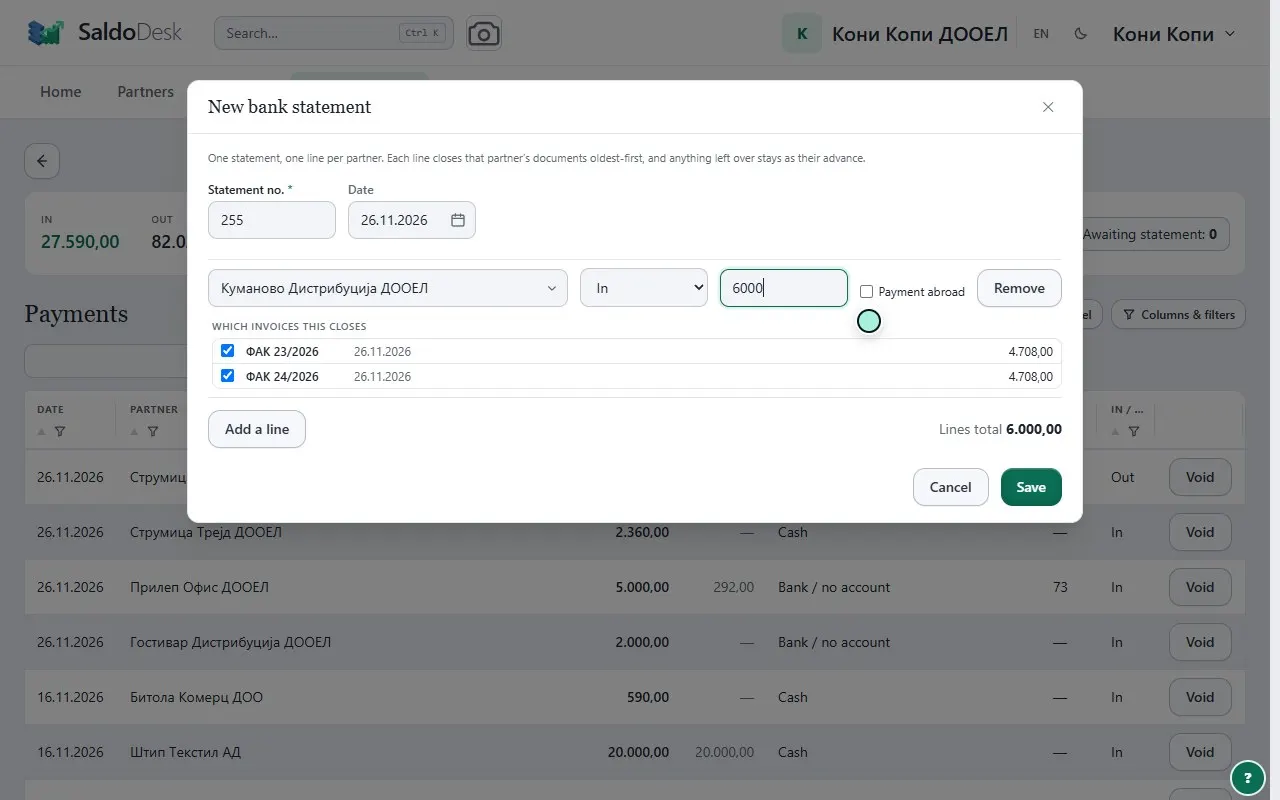 SaldoDesk
Search... Ctrl K
K Кони Копи ДООЕЛ EN Кони Копи
Home Partners
New bank statement
One statement, one line per partner. Each line closes that partner's documents oldest-first, and anything left over stays as their advance.
Statement no. * Date
255 26.11.2026
IN OUT
27.590,00 82.0
Awaiting statement: 0
Куманово Дистрибуција ДООЕЛ In 6000 Payment abroad Remove
Payments
Columns & filters
WHICH INVOICES THIS CLOSES
ФАК 23/2026 26.11.2026 4.708,00
ФАК 24/2026 26.11.2026 4.708,00
Add a line Lines total 6.000,00
Cancel Save
DATE PARTNER IN / ...
26.11.2026 Струмиц Out Void
26.11.2026 Струмица Трејд ДООЕЛ 2.360,00 — Cash — In Void
26.11.2026 Прилеп Офис ДООЕЛ 5.000,00 292,00 Bank / no account 73 In Void
26.11.2026 Гостивар Дистрибуција ДООЕЛ 2.000,00 — Bank / no account — In Void
16.11.2026 Битола Комерц ДОО 590,00 — Cash — In Void
16.11.2026 Штип Текстил АД 20.000,00 20.000,00 Cash — In Void
?